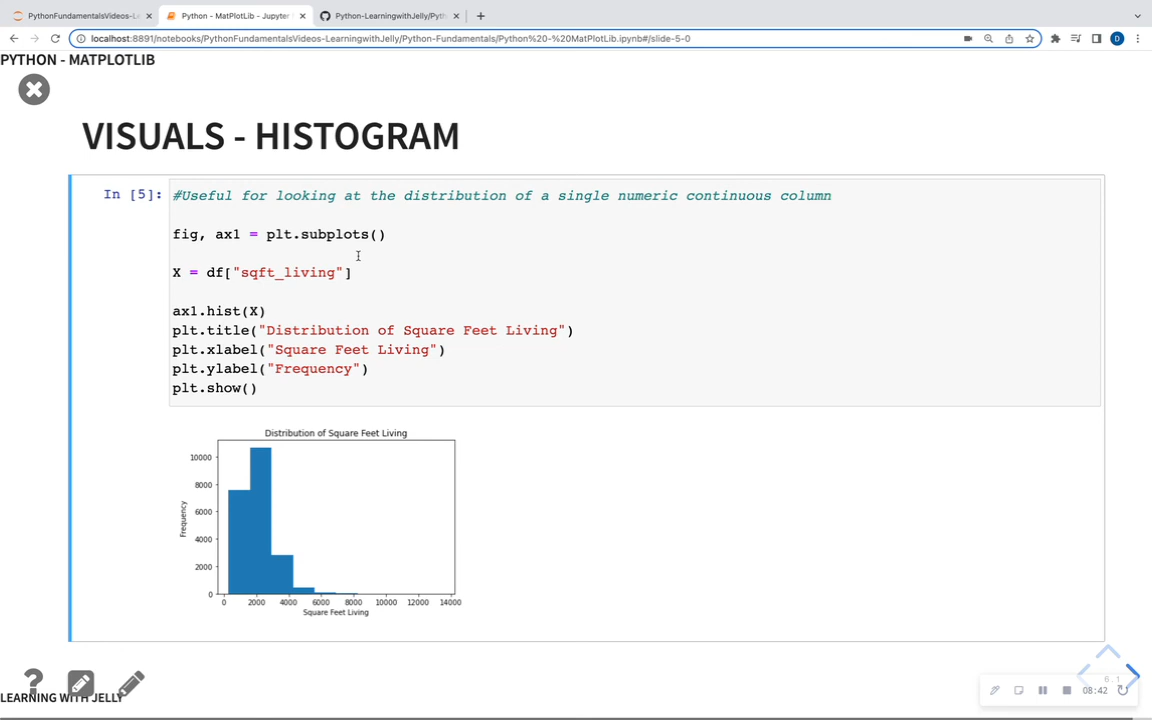 PythonFundamentalsVideos-Le
Python - MatPlotLib - Jupyter
Python-LearningwithJelly/Pyth
localhost:8891/notebooks/PythonFundamentalsVideos-LearningwithJelly/Python-Fundamentals/Python%20-%20MatPlotLib.ipynb#/slide-5-0
D
PYTHON - MATPLOTLIB
VISUALS - HISTOGRAM
In [5]:
#Useful for looking at the distribution of a single numeric continuous column
fig, ax1 = plt.subplots()
X = df["sqft_living"]
ax1.hist(X)
plt.title("Distribution of Square Feet Living")
plt.xlabel("Square Feet Living")
plt.ylabel("Frequency")
plt.show()
Distribution of Square Feet Living
10000
8000
6000
4000
2000
0
Frequency
0 2000 4000 6000 8000 10000 12000 14000
Square Feet Living
?
LEARNING WITH JELLY
6.1
08:42